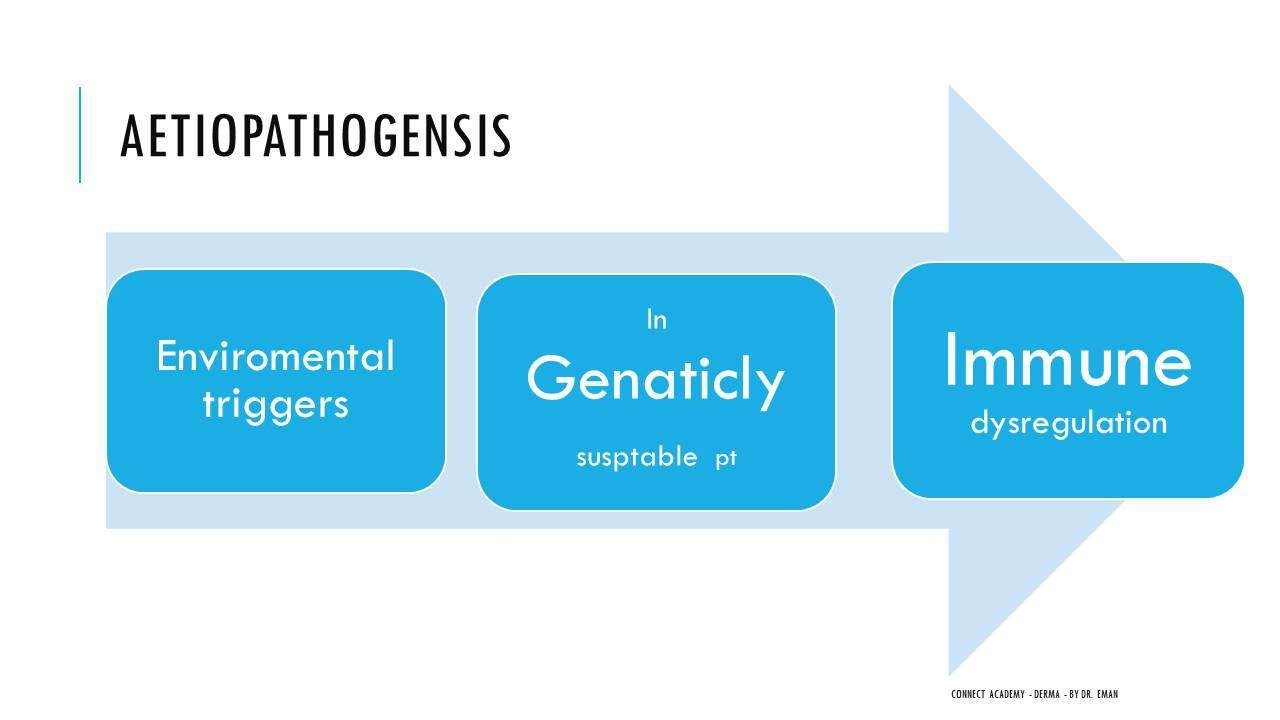 AETIOPATHOGENSIS
Enviromental
triggers
In
Genaticly
susptable pt
Immune
dysregulation
CONNECT ACADEMY - DERMA - BY DR. EMAN